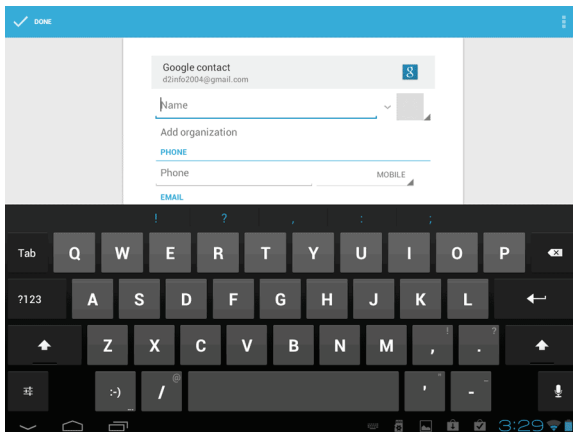 DONE
Google contact
g
d2info2004@gmail.com
Name
Add organization
PHONE
Phone MOBILE
EMAIL
! ? , : ;
Tab Q W E R T Y U I O P
?123 A S D F G H J K L
Z X C V B N M , ! . ?
:-) ... / @ ' " - _
3:29